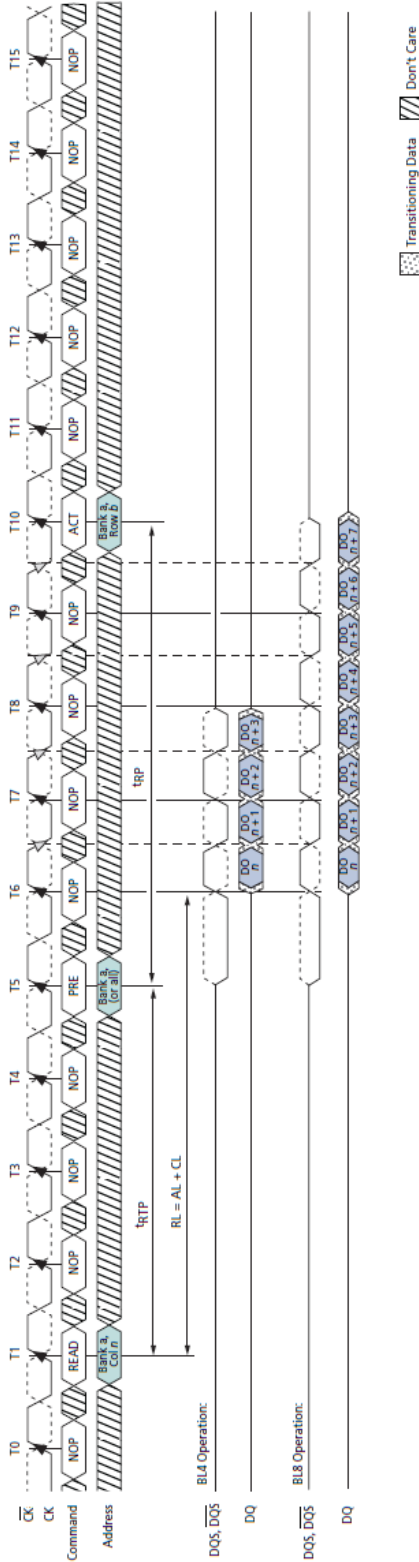 T0 T1 T2 T3 T4 T5 T6 T7 T8 T9 T10 T11 T12 T13 T14 T15
CK
CK
Command NOP READ NOP NOP NOP PRE NOP NOP NOP NOP ACT NOP NOP NOP NOP NOP
Address Bank a, Col n Bank a, (or all) Bank a, Row b
tRTP tRP
RL = AL + CL
BL4 Operation:
DQS, DQS
DQ DO n DO n + 1 DO n + 2 DO n + 3
BL8 Operation:
DQS, DQS
DQ DO n DO n + 1 DO n + 2 DO n + 3 DO n + 4 DO n + 5 DO n + 6 DO n + 7
Transitioning Data Don't Care